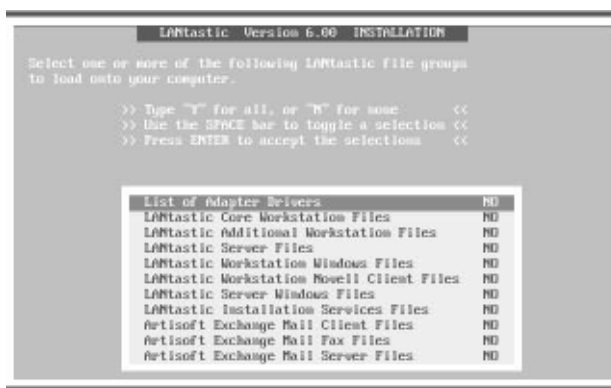 LANtastic Version 6.00 INSTALLATION
Select one or more of the following LANtastic file groups
to load onto your computer.
>> Type "Y" for all, or "N" for none <<
>> Use the SPACE bar to toggle a selection <<
>> Press ENTER to accept the selections <<
List of Adapter Drivers NO
LANtastic Core Workstation Files NO
LANtastic Additional Workstation Files NO
LANtastic Server Files NO
LANtastic Workstation Windows Files NO
LANtastic Workstation Novell Client Files NO
LANtastic Server Windows Files NO
LANtastic Installation Services Files NO
Artisoft Exchange Mail Client Files NO
Artisoft Exchange Mail Fax Files NO
Artisoft Exchange Mail Server Files NO